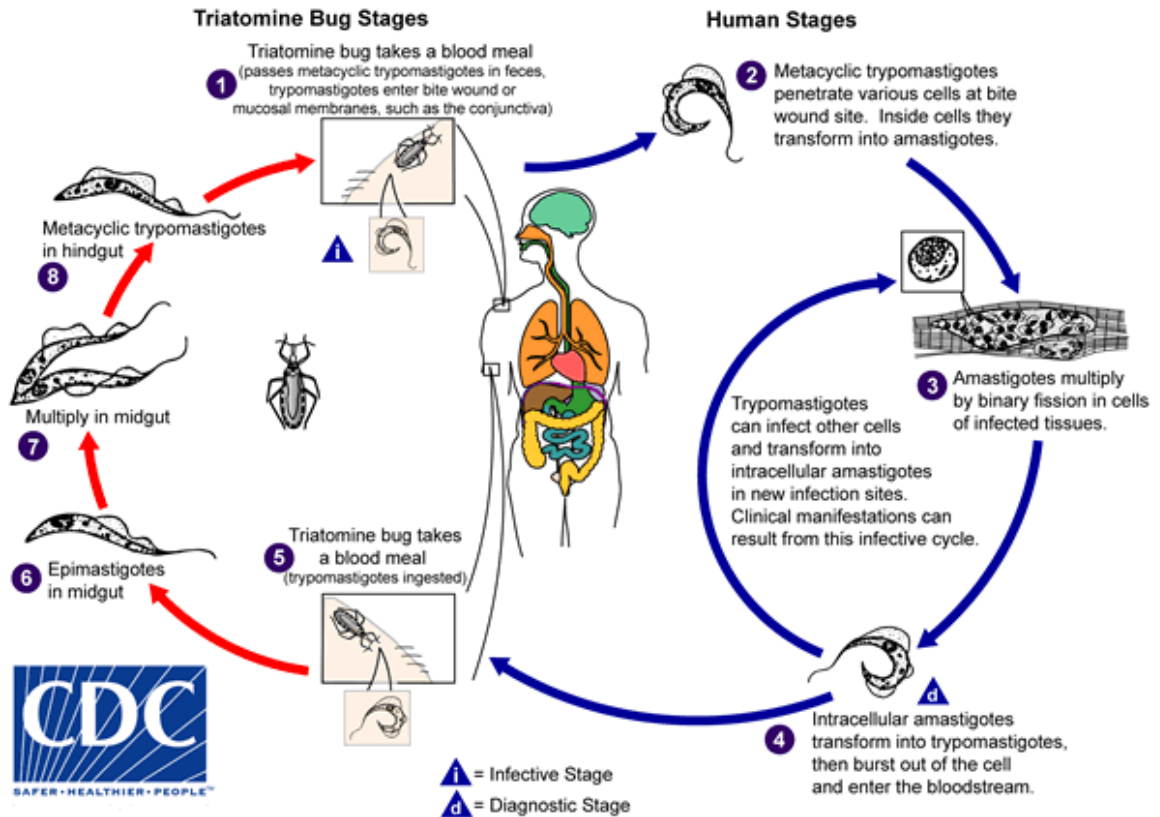 Triatomine Bug Stages
Human Stages
1
Triatomine bug takes a blood meal
(passes metacyclic trypomastigotes in feces,
trypomastigotes enter bite wound or
mucosal membranes, such as the conjunctiva)
i
2
Metacyclic trypomastigotes
penetrate various cells at bite
wound site. Inside cells they
transform into amastigotes.
3
Amastigotes multiply
by binary fission in cells
of infected tissues.
Trypomastigotes
can infect other cells
and transform into
intracellular amastigotes
in new infection sites.
Clinical manifestations can
result from this infective cycle.
d
4
Intracellular amastigotes
transform into trypomastigotes,
then burst out of the cell
and enter the bloodstream.
5
Triatomine bug takes
a blood meal
(trypomastigotes ingested)
6
Epimastigotes
in midgut
Multiply in midgut
7
Metacyclic trypomastigotes
in hindgut
8
i = Infective Stage
d = Diagnostic Stage
CDC
SAFER•HEALTHIER•PEOPLE™